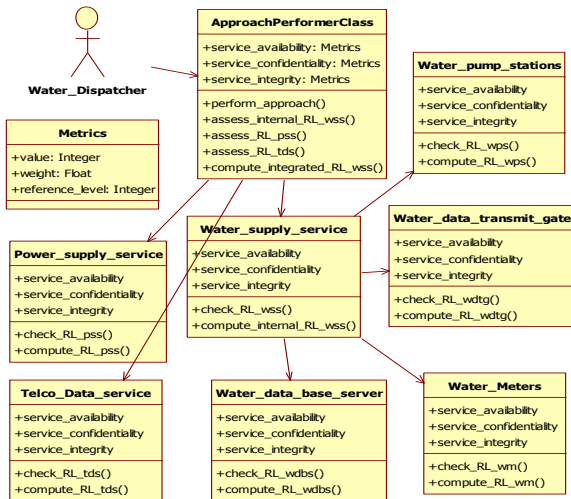 ApproachPerformerClass
+service_availability: Metrics
+service_confidentiality: Metrics
+service_integrity: Metrics
+perform_approach()
+assess_internal_RL_wss()
+assess_RL_pss()
+assess_RL_tds()
+compute_integrated_RL_wss()
Water_Dispatcher
Water_pump_stations
+service_availability
+service_confidentiality
+service_integrity
+check_RL_wps()
+compute_RL_wps()
Metrics
+value: Integer
+weight: Float
+reference_level: Integer
Water_supply_service
+service_availability
+service_confidentiality
+service_integrity
+check_RL_wss()
+compute_internal_RL_wss()
Water_data_transmit_gate
+service_availability
+service_confidentiality
+service_integrity
+check_RL_wdtg()
+compute_RL_wdtg()
Power_supply_service
+service_availability
+service_confidentiality
+service_integrity
+check_RL_pss()
+compute_RL_pss()
Telco_Data_service
+service_availability
+service_confidentiality
+service_integrity
+check_RL_tds()
+compute_RL_tds()
Water_data_base_server
+service_availability
+service_confidentiality
+service_integrity
+check_RL_wdbs()
+compute_RL_wdbs()
Water_Meters
+service_availability
+service_confidentiality
+service_integrity
+check_RL_wm()
+compute_RL_wm()